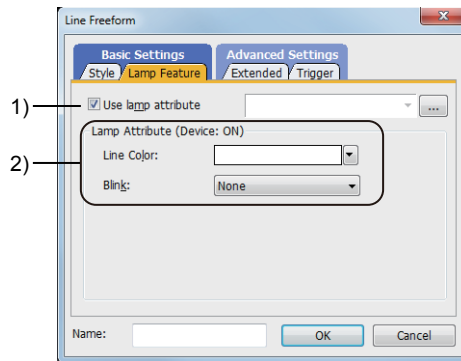 Line Freeform
x
Basic Settings
Advanced Settings
Style
Lamp Feature
Extended
Trigger
1)
Use lamp attribute
...
Lamp Attribute (Device: ON)
2)
Line Color:
Blink:
None
Name:
OK
Cancel